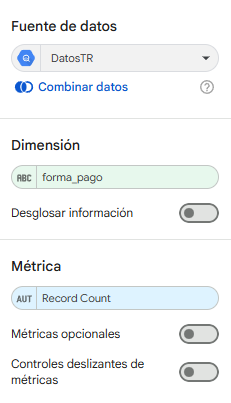 Fuente de datos
DatosTR
Combinar datos
?
Dimensión
ABC forma_pago
Desglosar información
Métrica
AUT Record Count
Métricas opcionales
Controles deslizantes de
métricas